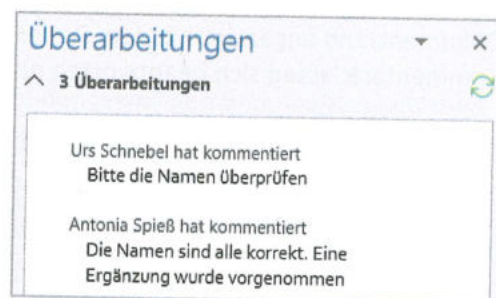 Überarbeitungen
3 Überarbeitungen
Urs Schnebel hat kommentiert
Bitte die Namen überprüfen
Antonia Spieß hat kommentiert
Die Namen sind alle korrekt. Eine
Ergänzung wurde vorgenommen